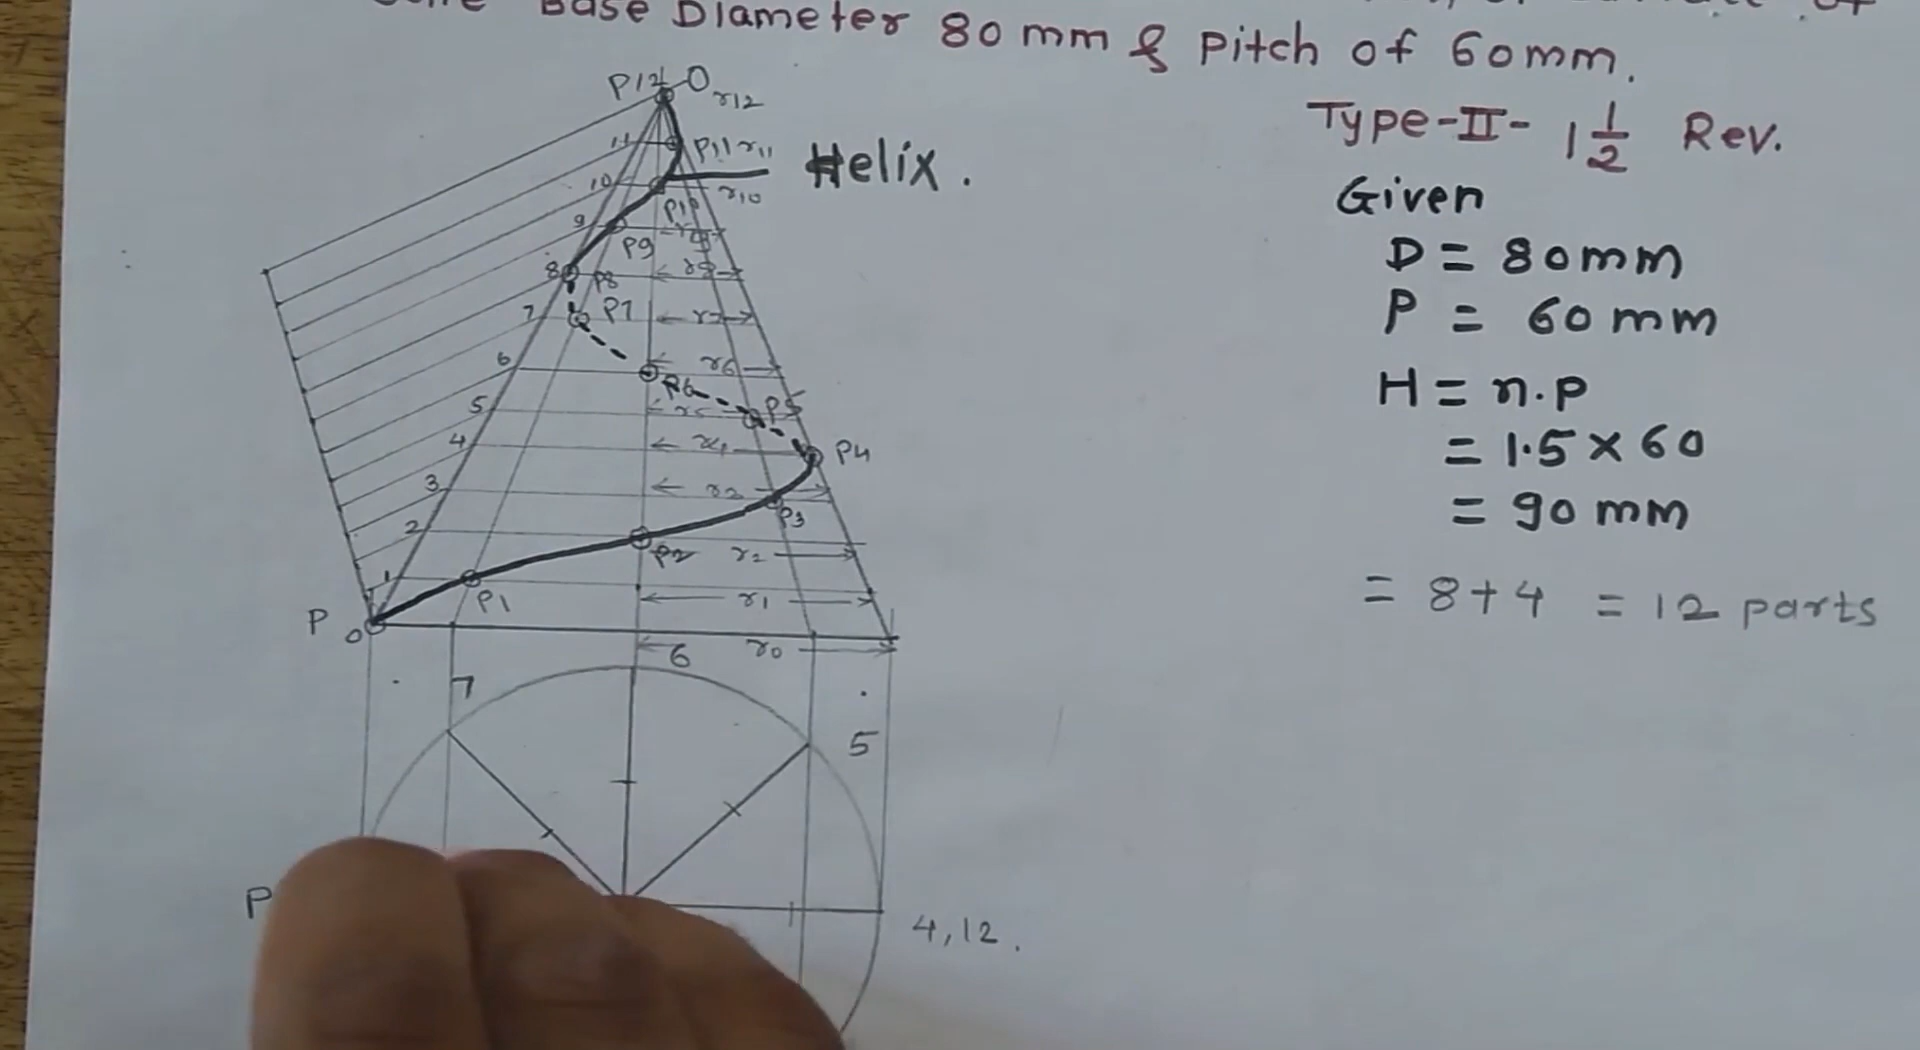 Base Diameter 80 mm & pitch of 60mm.
Type-II- 1 1/2 Rev.
Given
D = 80mm
P = 60 mm
H = n.p
= 1.5 x 60
= 90 mm
= 8+4 = 12 parts
P12 O r12
11 P11 r11
Helix.
10 r10
P10
9 P9 r9
8 P8 r8
7 P7 r7
6 r6
P6
5 r5 P5
4 r4 P4
3 r3
P3
2
P2 r2
1
P1 r1
P0
r0
6
7
5
P
4,12.